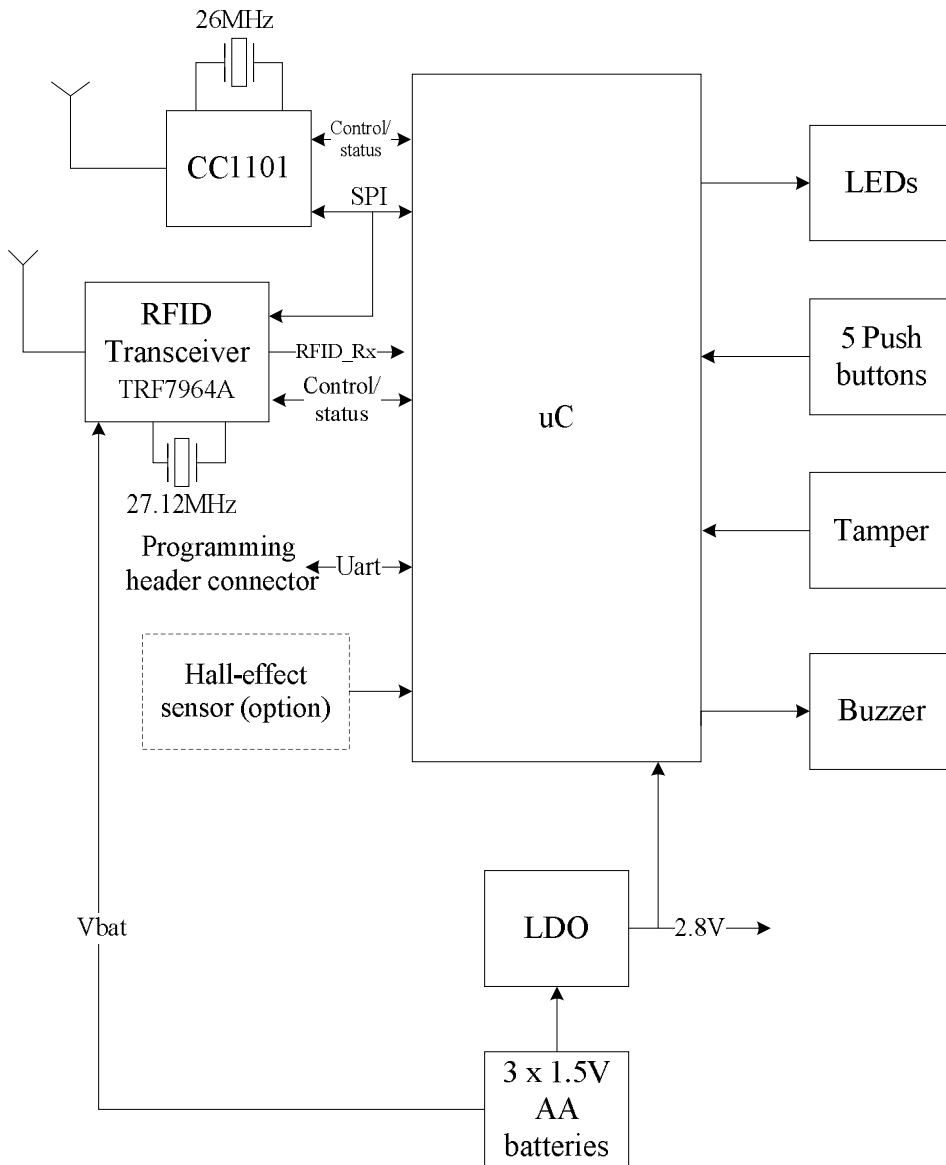 26MHz
CC1101
Control/
status
SPI
LEDs
RFID
Transceiver
TRF7964A
RFID_Rx
Control/
status
27.12MHz
uC
5 Push
buttons
Programming
header connector
Uart
Tamper
Hall-effect
sensor (option)
Buzzer
Vbat
LDO
2.8V
3 x 1.5V
AA
batteries